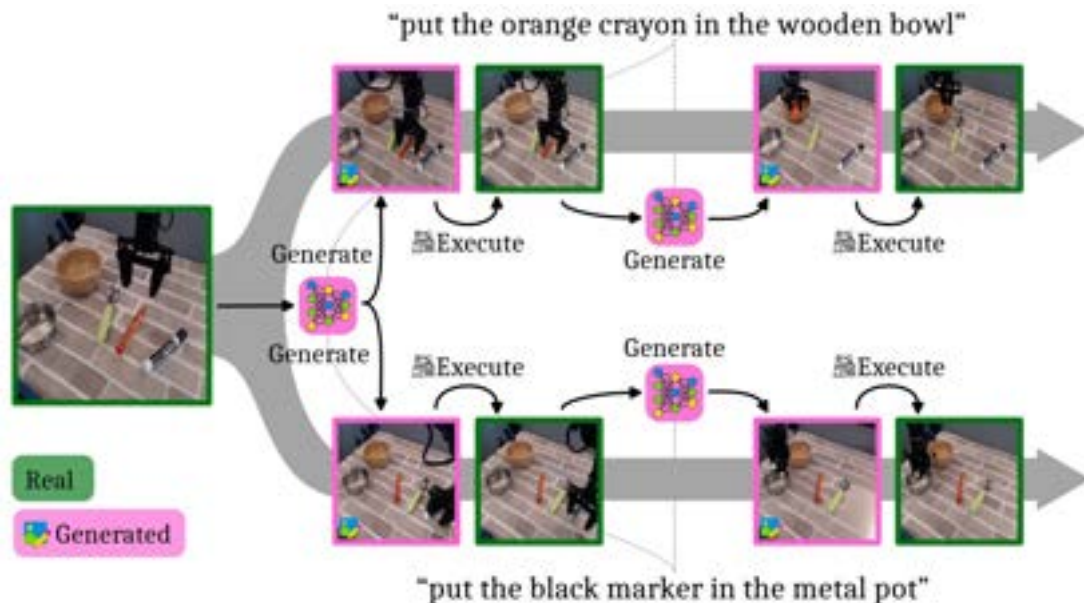 “put the orange crayon in the wooden bowl”
Generate
Execute
Generate
Execute
Generate
Execute
Generate
Execute
Real
Generated
“put the black marker in the metal pot”